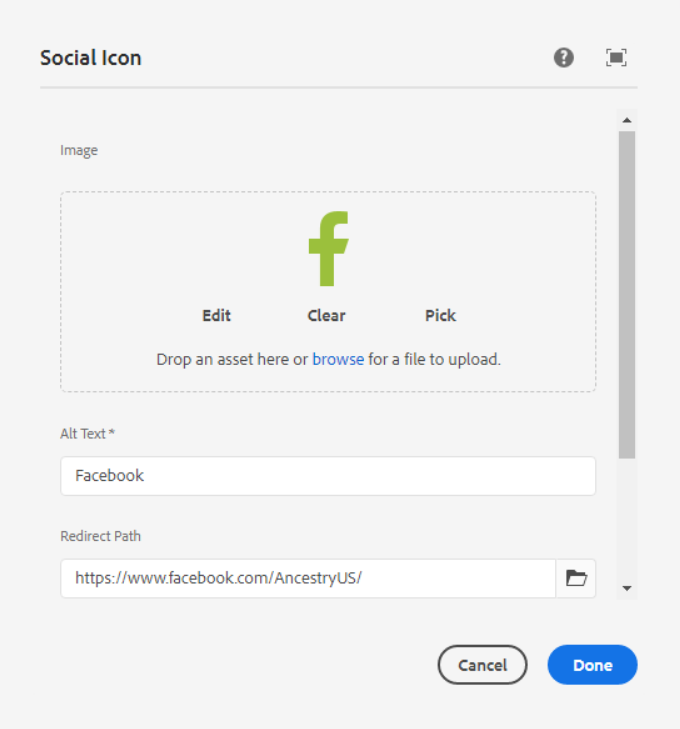 Social Icon
Image
Edit Clear Pick
Drop an asset here or browse for a file to upload.
Alt Text *
Facebook
Redirect Path
https://www.facebook.com/AncestryUS/
Cancel Done